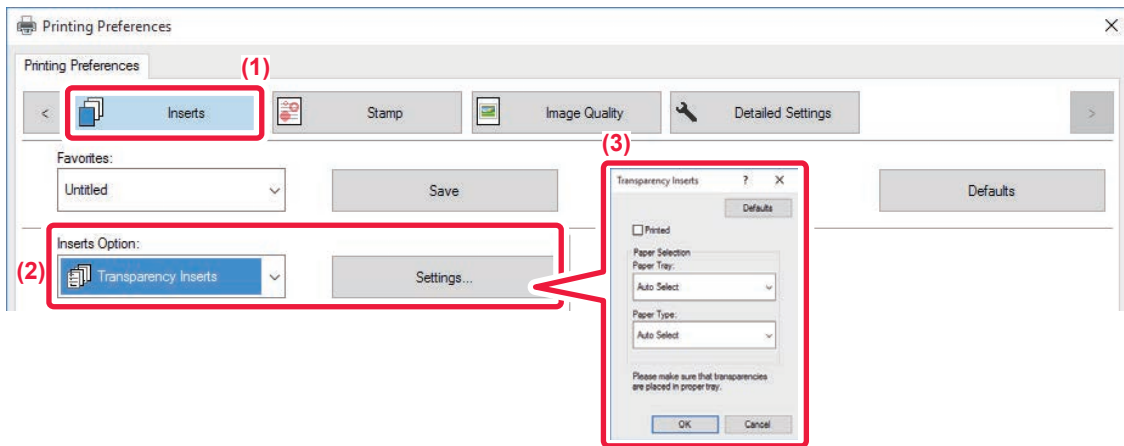 Printing Preferences
Printing Preferences
(1)
< Inserts Stamp Image Quality Detailed Settings >
Favorites:
Untitled Save Defaults
Inserts Option:
(2)
Transparency Inserts Settings...
(3)
Transparency Inserts ? X
Defaults
Printed
Paper Selection
Paper Tray:
Auto Select
Paper Type:
Auto Select
Please make sure that transparencies
are placed in proper tray.
OK Cancel